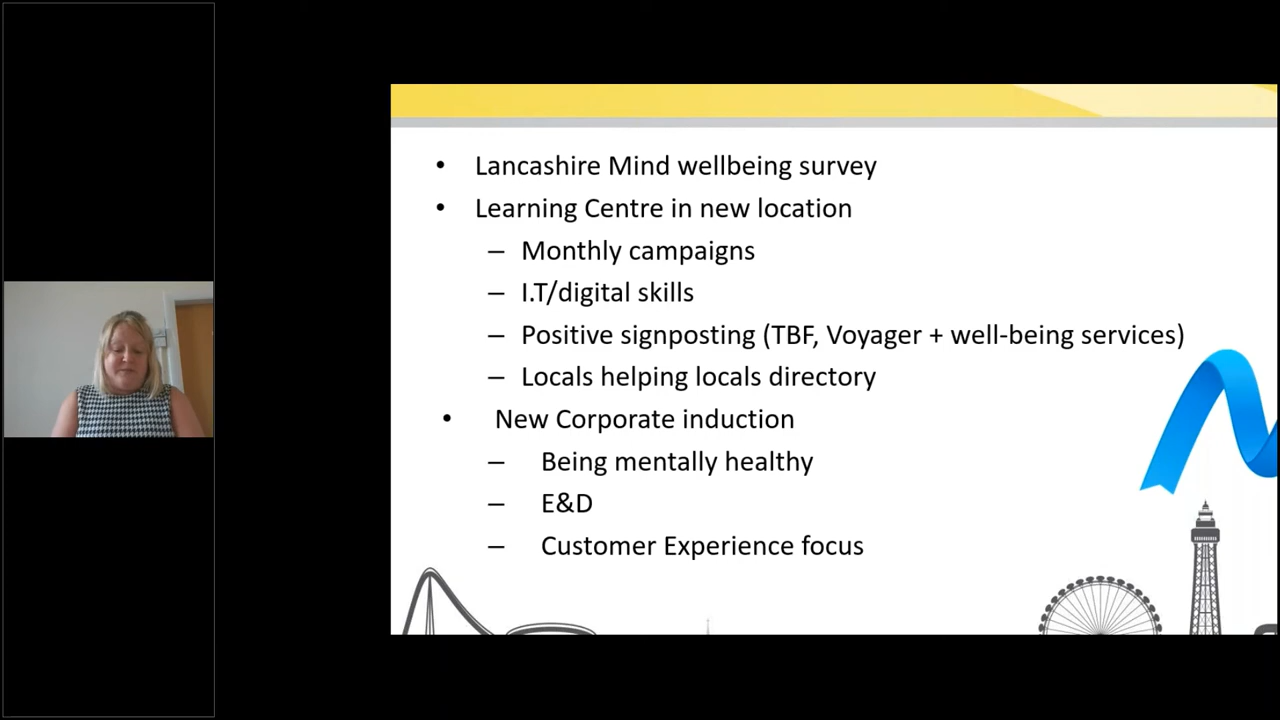 • Lancashire Mind wellbeing survey
• Learning Centre in new location
– Monthly campaigns
– I.T/digital skills
– Positive signposting (TBF, Voyager + well-being services)
– Locals helping locals directory
• New Corporate induction
– Being mentally healthy
– E&D
– Customer Experience focus